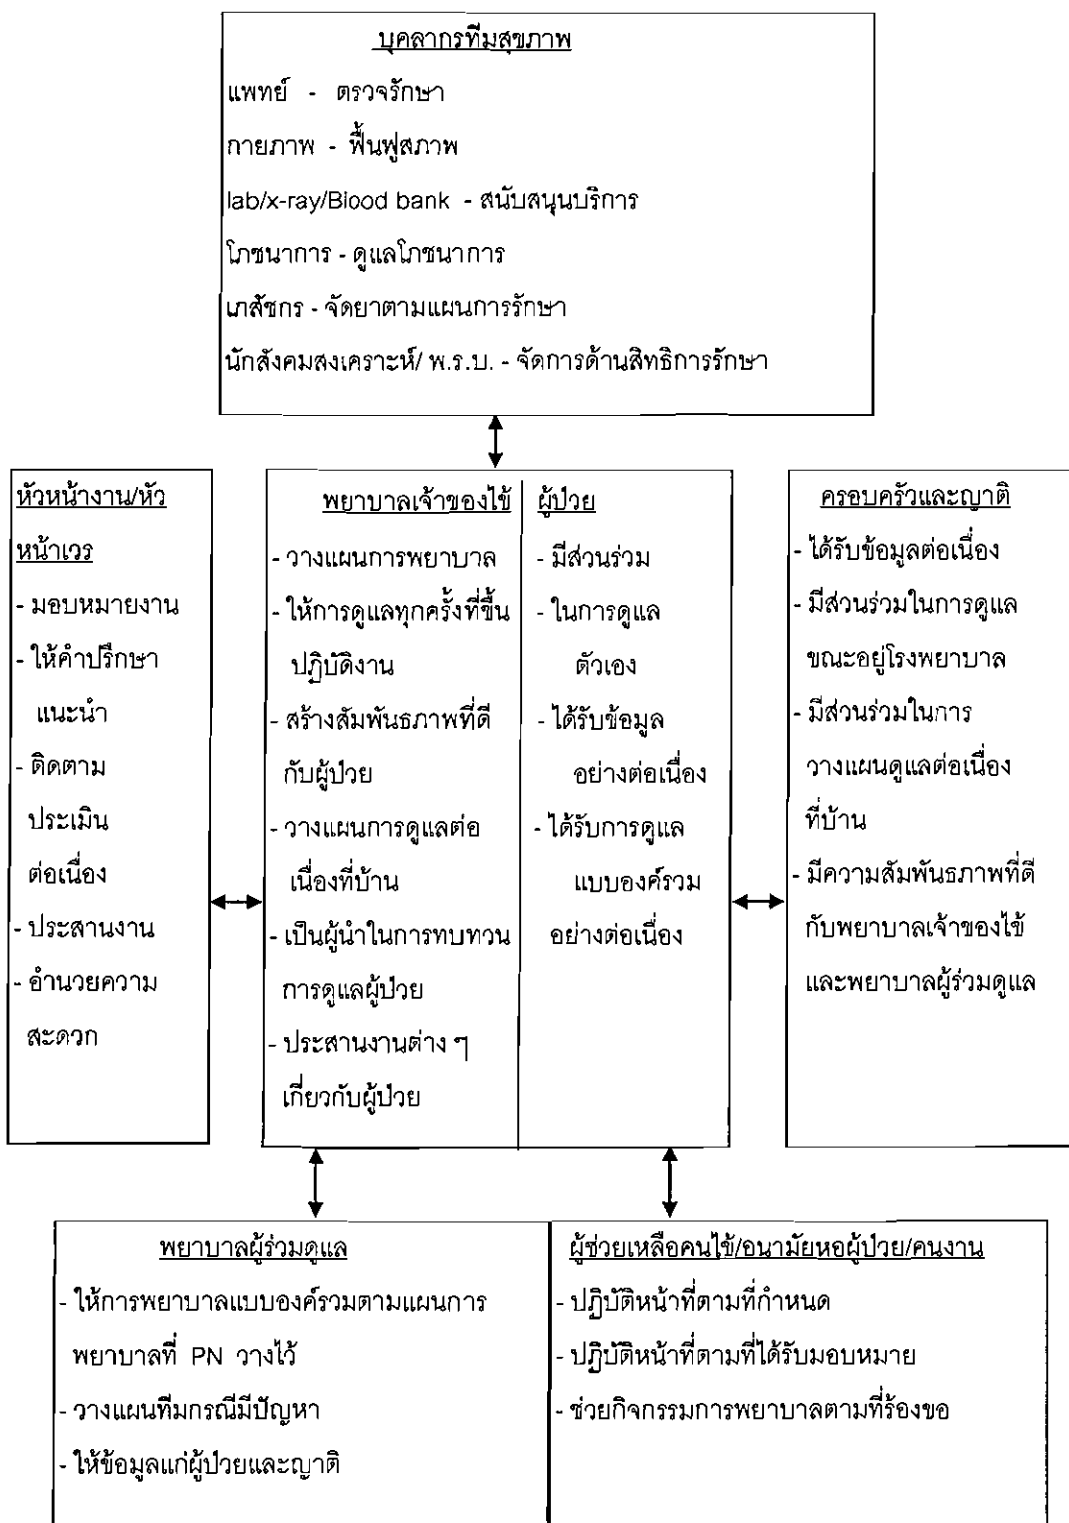 บุคลากรทีมสุขภาพ
แพทย์ - ตรวจรักษา
กายภาพ - ฟื้นฟูสภาพ
lab/x-ray/Blood bank - สนับสนุนบริการ
โภชนาการ - ดูแลโภชนาการ
เภสัชกร - จัดยาตามแผนการรักษา
นักสังคมสงเคราะห์/ พ.ร.บ. - จัดการด้านสิทธิการรักษา
หัวหน้างาน/หัว
หน้าเวร
- มอบหมายงาน
- ให้คำปรึกษา
แนะนำ
- ติดตาม
ประเมิน
ต่อเนื่อง
- ประสานงาน
- อำนวยความ
สะดวก
พยาบาลเจ้าของไข้
- วางแผนการพยาบาล
- ให้การดูแลทุกครั้งที่ขึ้น
ปฏิบัติงาน
- สร้างสัมพันธภาพที่ดี
กับผู้ป่วย
- วางแผนการดูแลต่อ
เนื่องที่บ้าน
- เป็นผู้นำในการทบทวน
การดูแลผู้ป่วย
- ประสานงานต่าง ๆ
เกี่ยวกับผู้ป่วย
ผู้ป่วย
- มีส่วนร่วม
- ในการดูแล
ตัวเอง
- ได้รับข้อมูล
อย่างต่อเนื่อง
- ได้รับการดูแล
แบบองค์รวม
อย่างต่อเนื่อง
ครอบครัวและญาติ
- ได้รับข้อมูลต่อเนื่อง
- มีส่วนร่วมในการดูแล
ขณะอยู่โรงพยาบาล
- มีส่วนร่วมในการ
วางแผนดูแลต่อเนื่อง
ที่บ้าน
- มีความสัมพันธภาพที่ดี
กับพยาบาลเจ้าของไข้
และพยาบาลผู้ร่วมดูแล
พยาบาลผู้ร่วมดูแล
- ให้การพยาบาลแบบองค์รวมตามแผนการ
พยาบาลที่ PN วางไว้
- วางแผนทีมกรณีมีปัญหา
- ให้ข้อมูลแก่ผู้ป่วยและญาติ
ผู้ช่วยเหลือคนไข้/อนามัยหอผู้ป่วย/คนงาน
- ปฏิบัติหน้าที่ตามที่กำหนด
- ปฏิบัติหน้าที่ตามที่ได้รับมอบหมาย
- ช่วยกิจกรรมการพยาบาลตามที่ร้องขอ